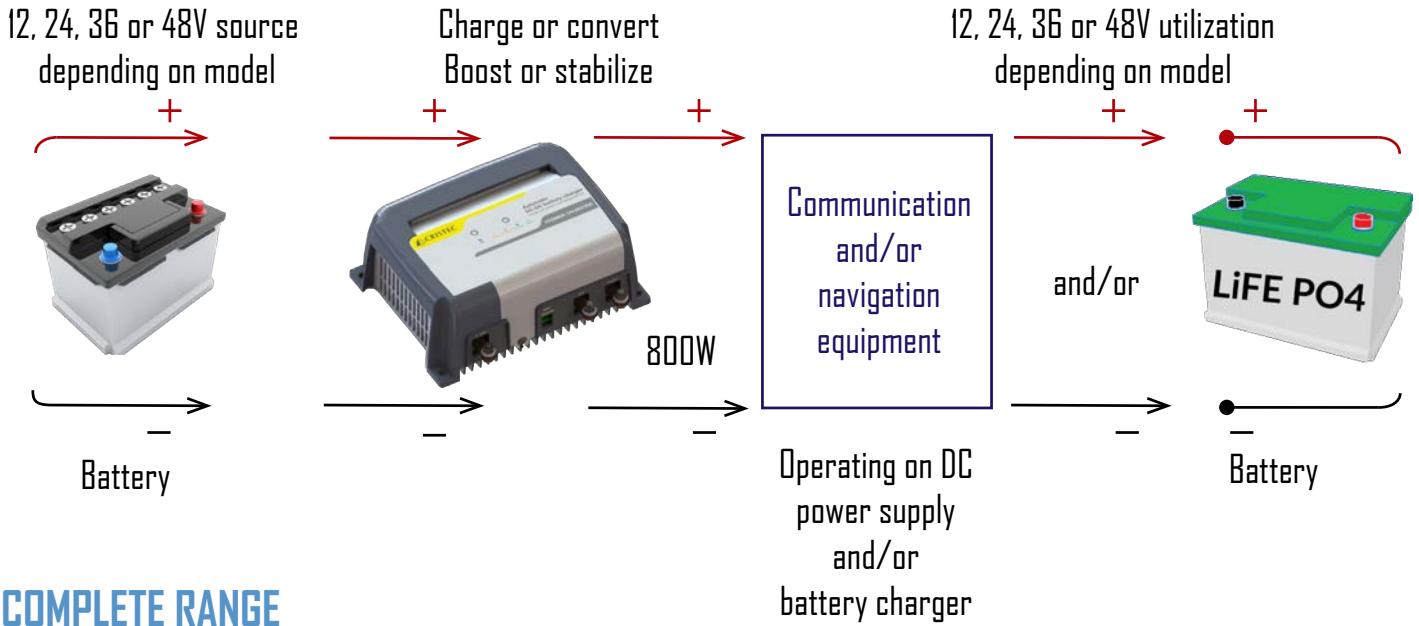 12, 24, 36 or 48V source
depending on model
Charge or convert
Boost or stabilize
12, 24, 36 or 48V utilization
depending on model
+
+
+
+
+
CRISTEC
Communication
and/or
navigation
equipment
and/or
LiFE PO4
800W
–
–
–
–
–
Battery
Operating on DC
power supply
and/or
battery charger
Battery
COMPLETE RANGE